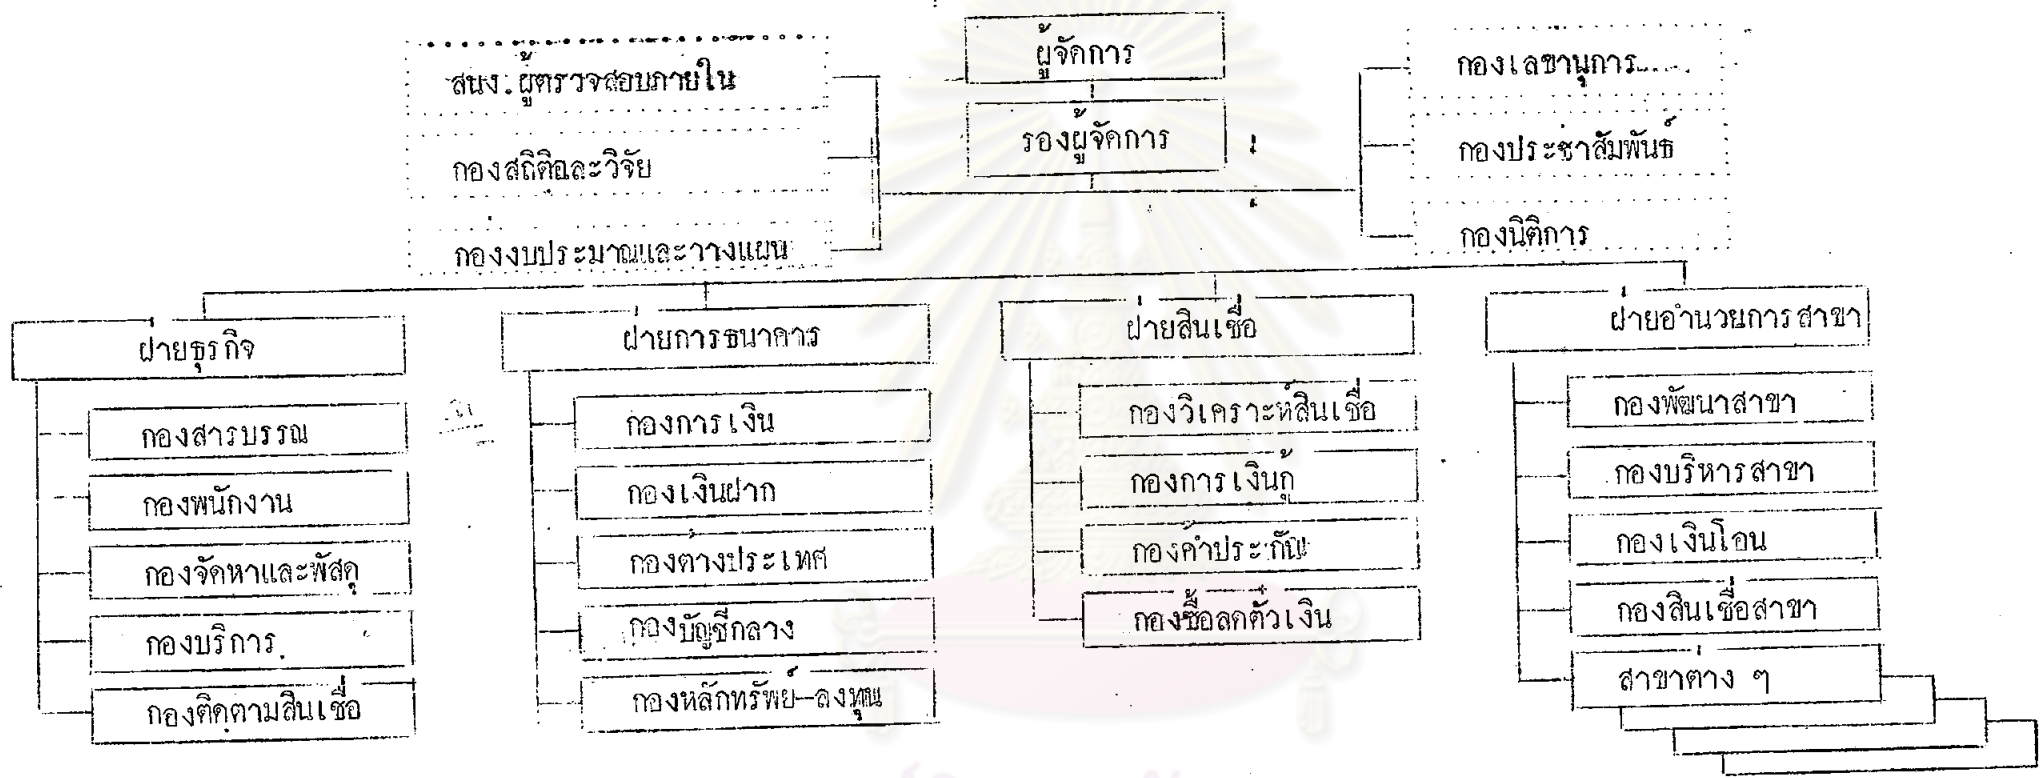 ผู้จัดการ
รองผู้จัดการ
สนง.ผู้ตรวจสอบภายใน
กองสถิติและวิจัย
กองงบประมาณและวางแผน
กองเลขานุการ
กองประชาสัมพันธ์
กองนิติการ
ฝ่ายธุรกิจ
กองสารบรรณ
กองพนักงาน
กองจัดหาและพัสดุ
กองบริการ
กองติดตามสินเชื่อ
ฝ่ายการธนาคาร
กองการเงิน
กองเงินฝาก
กองต่างประเทศ
กองบัญชีกลาง
กองหลักทรัพย์-ลงทุน
ฝ่ายสินเชื่อ
กองวิเคราะห์สินเชื่อ
กองการเงินกู้
กองค้ำประกัน
กองซื้อลดตั๋วเงิน
ฝ่ายอำนวยการสาขา
กองพัฒนาสาขา
กองบริหารสาขา
กองเงินโอน
กองสินเชื่อสาขา
สาขาต่าง ๆ